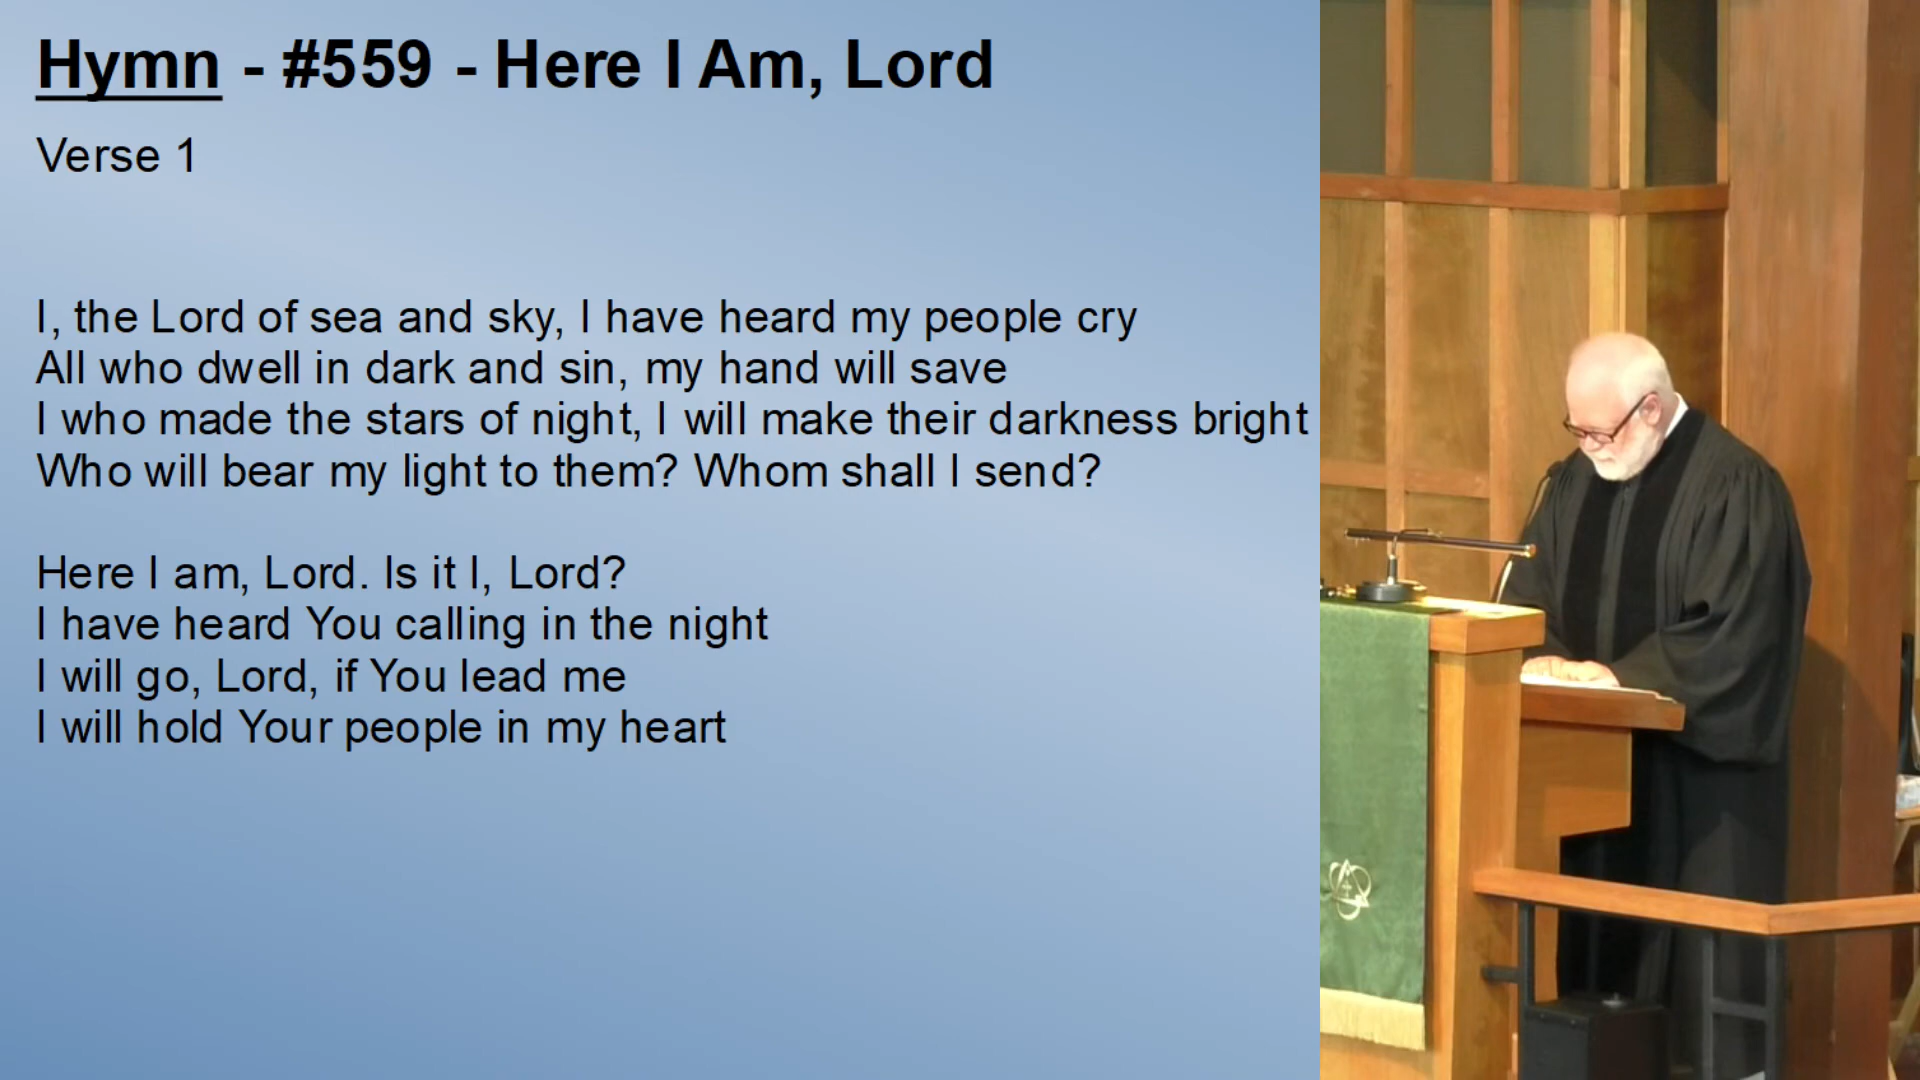 Hymn - #559 - Here I Am, Lord
Verse 1
I, the Lord of sea and sky, I have heard my people cry
All who dwell in dark and sin, my hand will save
I who made the stars of night, I will make their darkness bright
Who will bear my light to them? Whom shall I send?
Here I am, Lord. Is it I, Lord?
I have heard You calling in the night
I will go, Lord, if You lead me
I will hold Your people in my heart